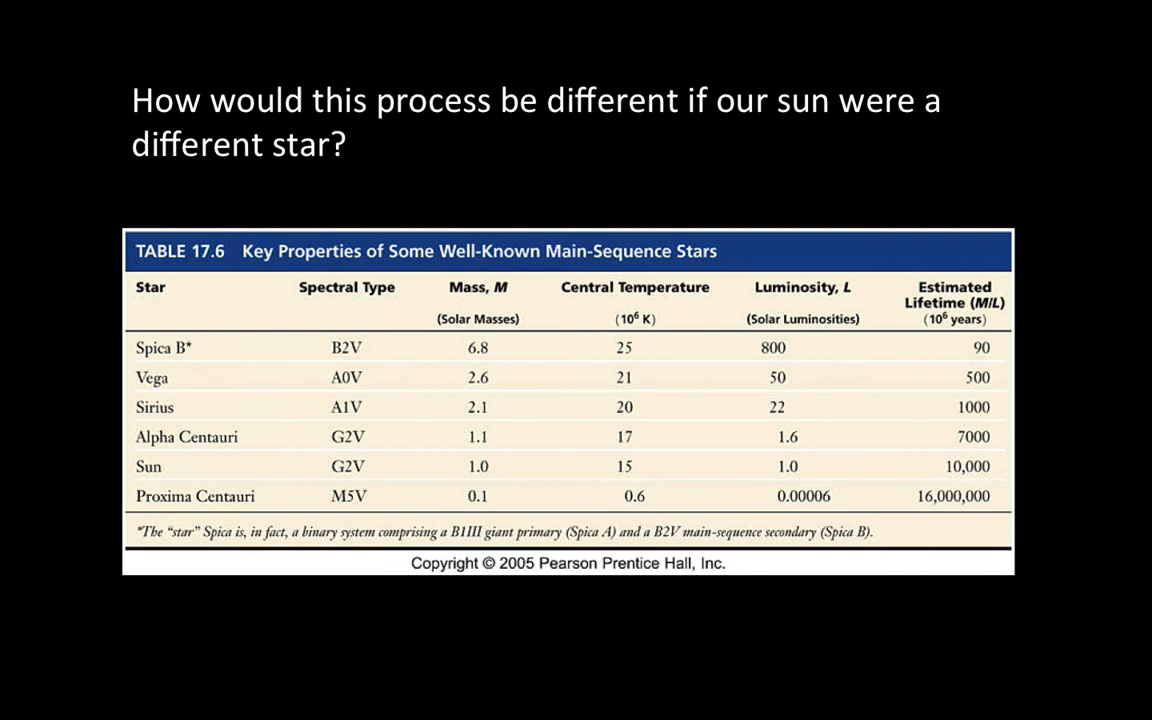 How would this process be different if our sun were a
different star?
TABLE 17.6 Key Properties of Some Well-Known Main-Sequence Stars
Star Spectral Type Mass, M Central Temperature Luminosity, L Estimated
Lifetime (M/L)
(Solar Masses) (10⁶ K) (Solar Luminosities) (10⁶ years)
Spica B* B2V 6.8 25 800 90
Vega A0V 2.6 21 50 500
Sirius A1V 2.1 20 22 1000
Alpha Centauri G2V 1.1 17 1.6 7000
Sun G2V 1.0 15 1.0 10,000
Proxima Centauri M5V 0.1 0.6 0.00006 16,000,000
*The “star” Spica is, in fact, a binary system comprising a B1III giant primary (Spica A) and a B2V main-sequence secondary (Spica B).
Copyright © 2005 Pearson Prentice Hall, Inc.